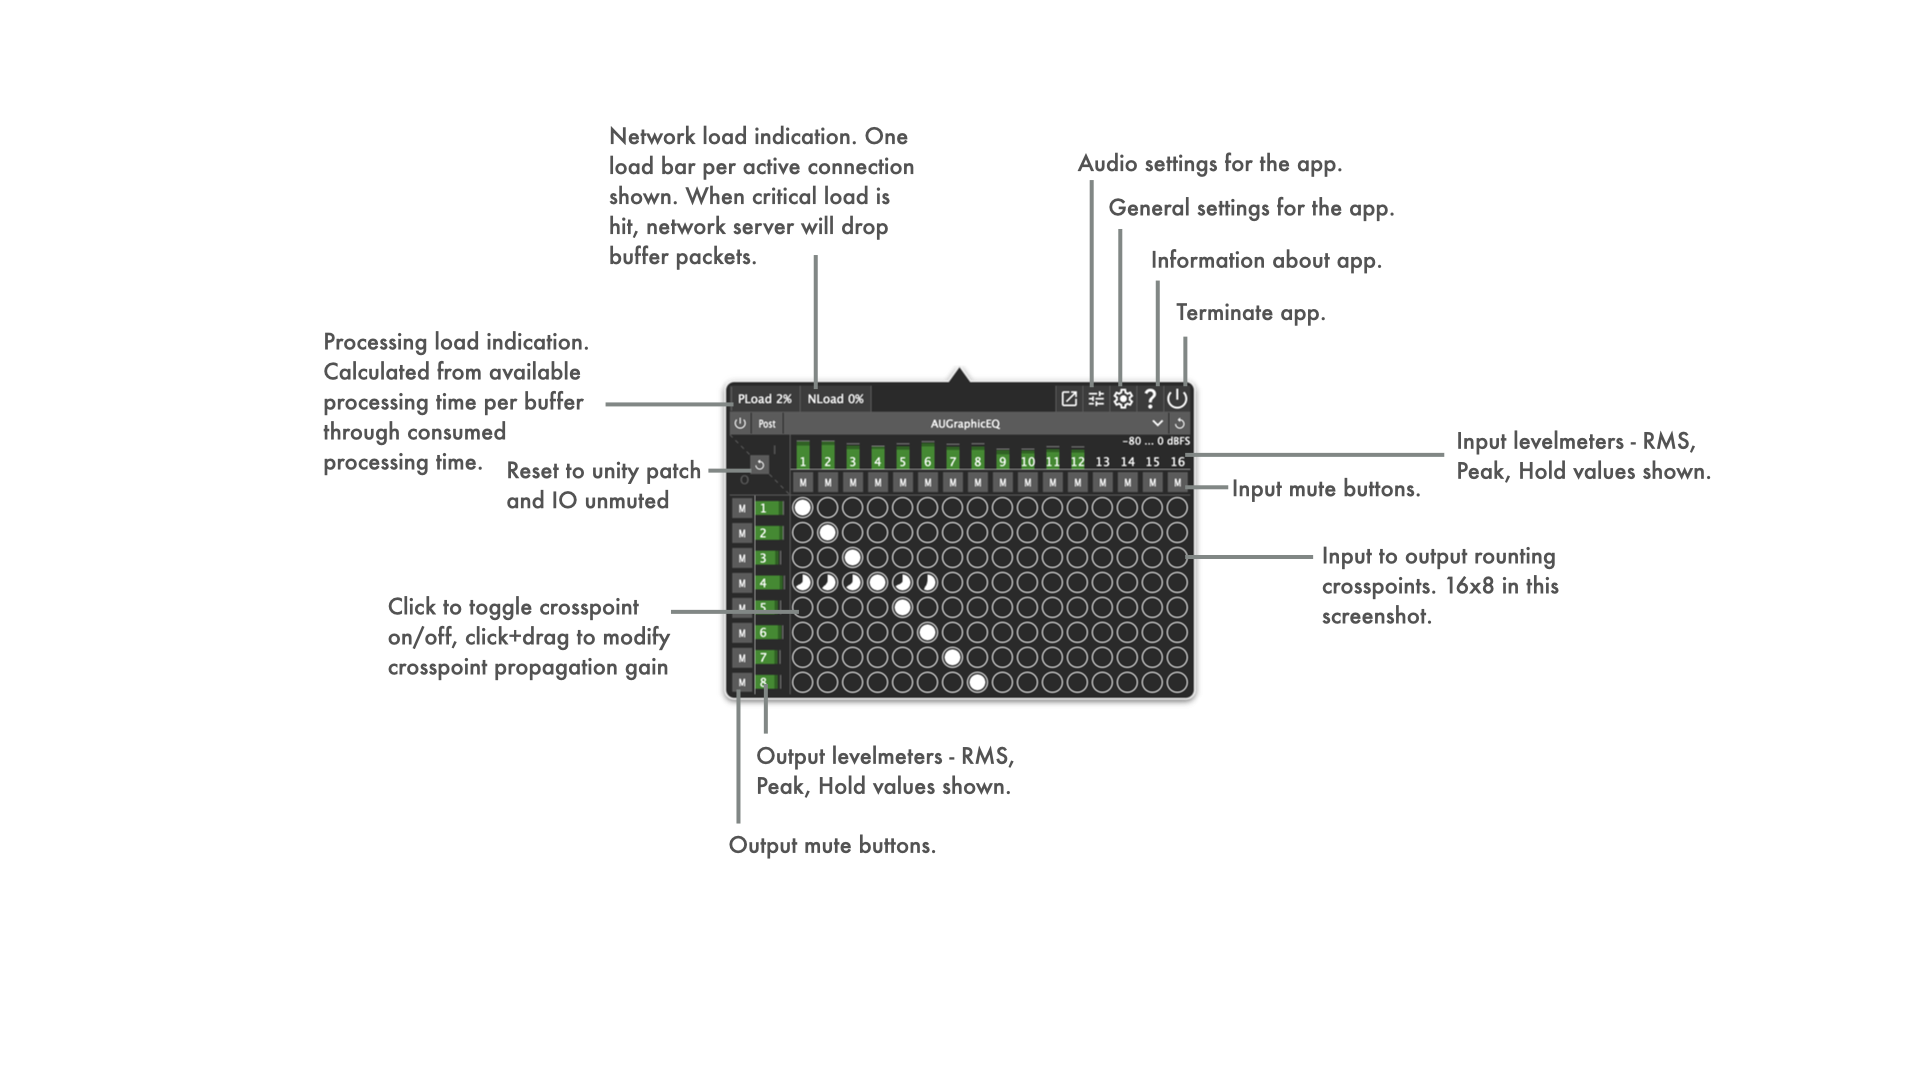 Network load indication. One
load bar per active connection
shown. When critical load is
hit, network server will drop
buffer packets.
Audio settings for the app.
General settings for the app.
Information about app.
Terminate app.
Processing load indication.
Calculated from available
processing time per buffer
through consumed
processing time.
Reset to unity patch
and IO unmuted
PLoad 2% NLoad 0% ?
Post AUGraphicEQ
-80 ... 0 dBFS
I
O
1 2 3 4 5 6 7 8 9 10 11 12 13 14 15 16
M M M M M M M M M M M M M M M M
M 1
M 2
M 3
M 4
M 5
M 6
M 7
M 8
Input levelmeters - RMS,
Peak, Hold values shown.
Input mute buttons.
Input to output rounting
crosspoints. 16x8 in this
screenshot.
Click to toggle crosspoint
on/off, click+drag to modify
crosspoint propagation gain
Output levelmeters - RMS,
Peak, Hold values shown.
Output mute buttons.